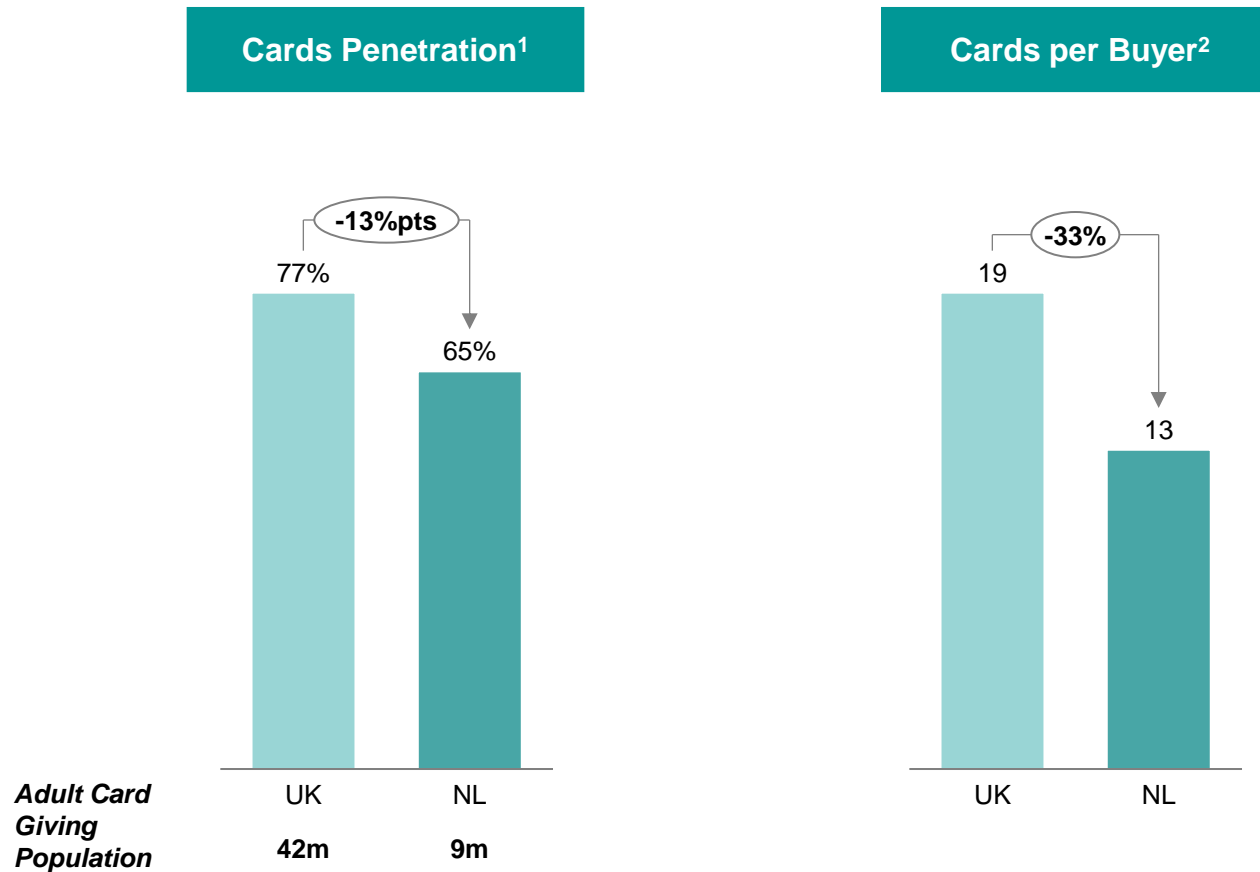 Cards Penetration¹
Cards per Buyer²
-13%pts
77%
65%
-33%
19
13
UK
NL
UK
NL
Adult Card
Giving
Population
42m
9m